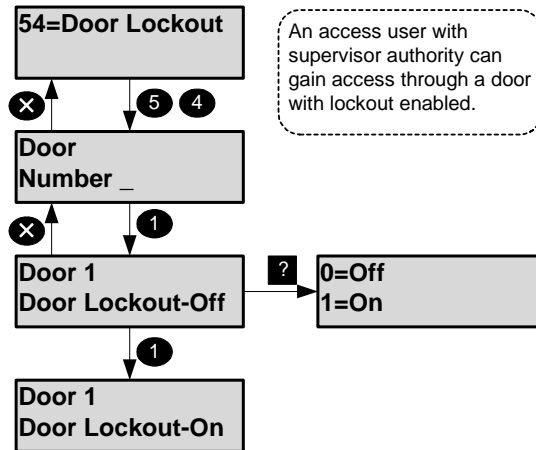 54=Door Lockout
An access user with
supervisor authority can
gain access through a door
with lockout enabled.
✕
5 4
Door
Number _
✕
1
Door 1
Door Lockout-Off
?
0=Off
1=On
1
Door 1
Door Lockout-On